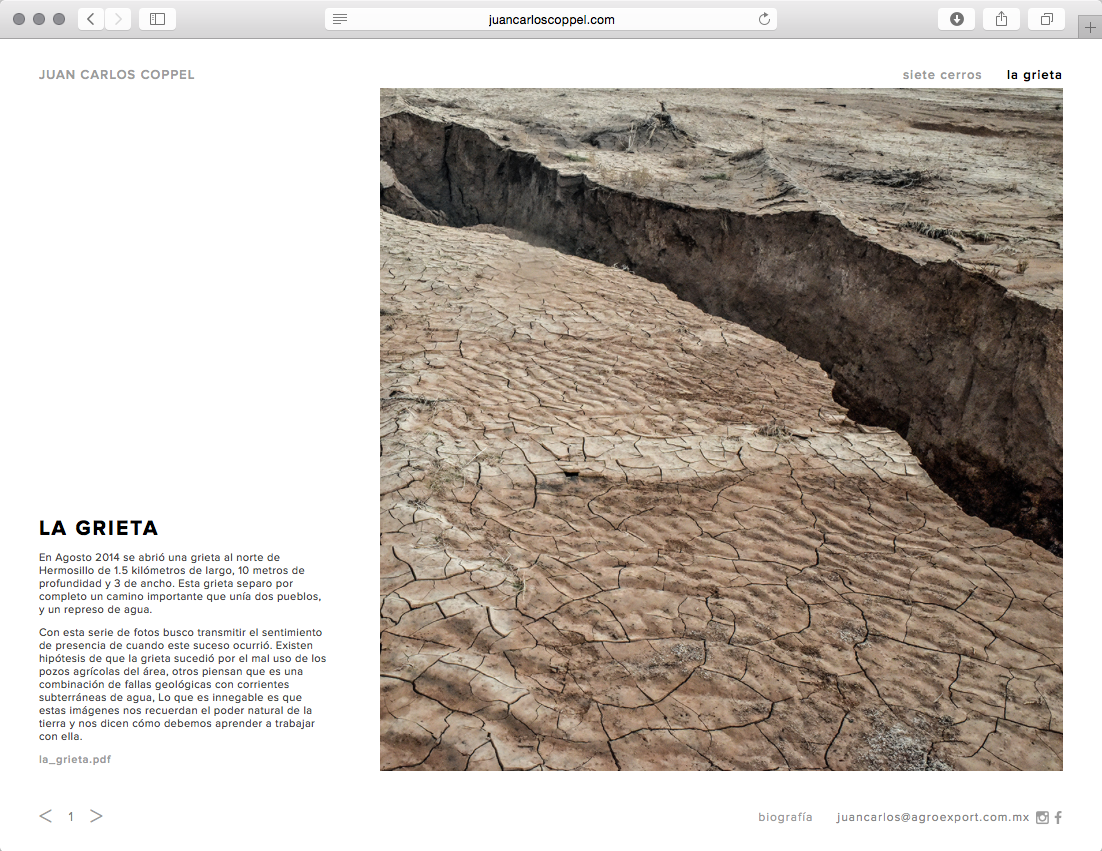 juancarloscoppel.com
JUAN CARLOS COPPEL
siete cerros
la grieta
LA GRIETA
En Agosto 2014 se abrió una grieta al norte de
Hermosillo de 1.5 kilómetros de largo, 10 metros de
profundidad y 3 de ancho. Esta grieta separo por
completo un camino importante que unía dos pueblos,
y un represo de agua.
Con esta serie de fotos busco transmitir el sentimiento
de presencia de cuando este suceso ocurrió. Existen
hipótesis de que la grieta sucedió por el mal uso de los
pozos agrícolas del área, otros piensan que es una
combinación de fallas geológicas con corrientes
subterráneas de agua, Lo que es innegable es que
estas imágenes nos recuerdan el poder natural de la
tierra y nos dicen cómo debemos aprender a trabajar
con ella.
la_grieta.pdf
< 1 >
biografía
juancarlos@agroexport.com.mx